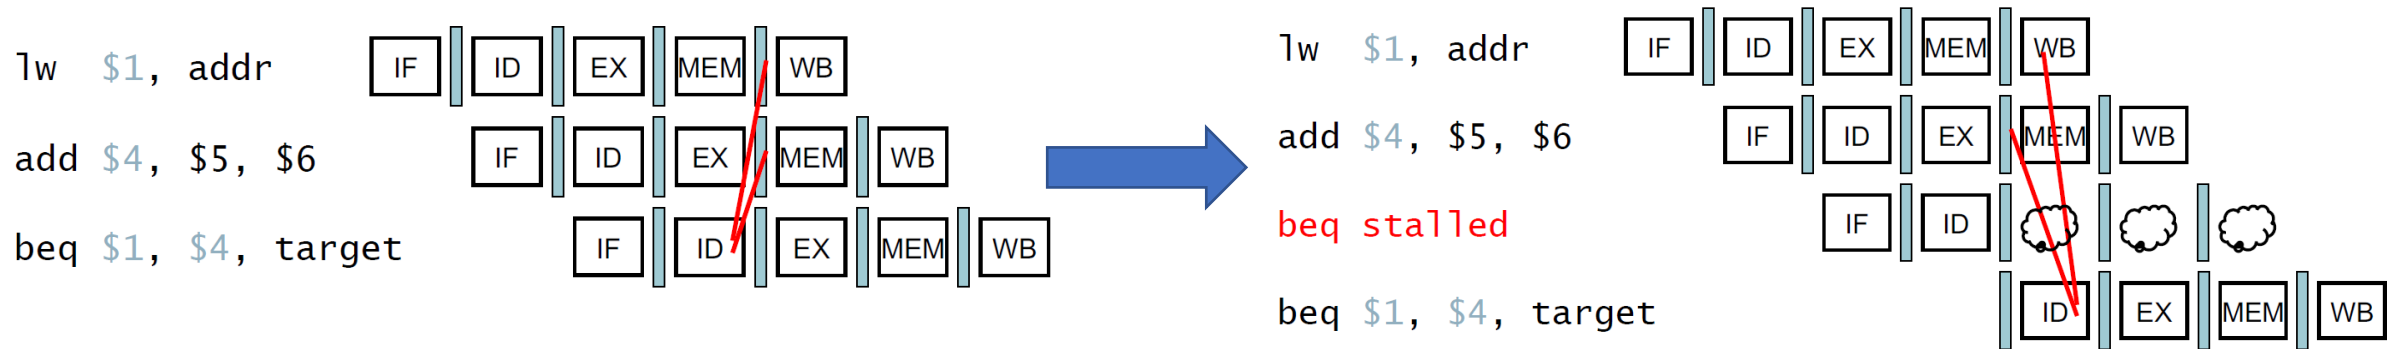 lw $1, addr IF ID EX MEM WB
add $4, $5, $6 IF ID EX MEM WB
beq $1, $4, target IF ID EX MEM WB
lw $1, addr IF ID EX MEM WB
add $4, $5, $6 IF ID EX MEM WB
beq stalled IF ID
beq $1, $4, target ID EX MEM WB